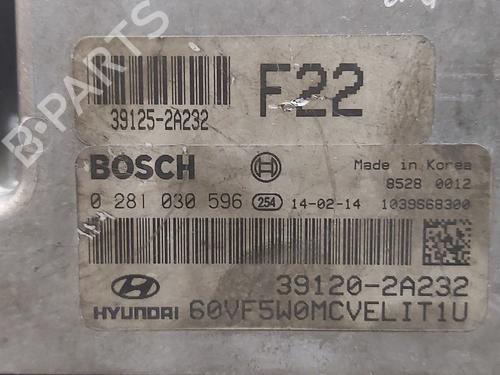 F22
39125-2A232
BOSCH
Made in Korea
8528 0012
0 281 030 596 254 14-02-14 1039S68300
39120-2A232
HYUNDAI 60VF5W0MCVELIT1U
B-PARTS